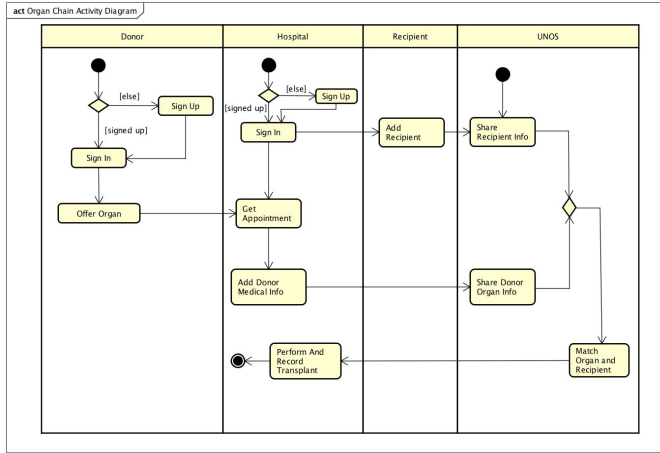 act Organ Chain Activity Diagram
Donor
Hospital
Recipient
UNOS
[else]
Sign Up
[signed up]
Sign In
Offer Organ
[else]
Sign Up
[signed up]
Sign In
Get
Appointment
Add Donor
Medical Info
Perform And
Record
Transplant
Add
Recipient
Share
Recipient Info
Share Donor
Organ Info
Match
Organ and
Recipient